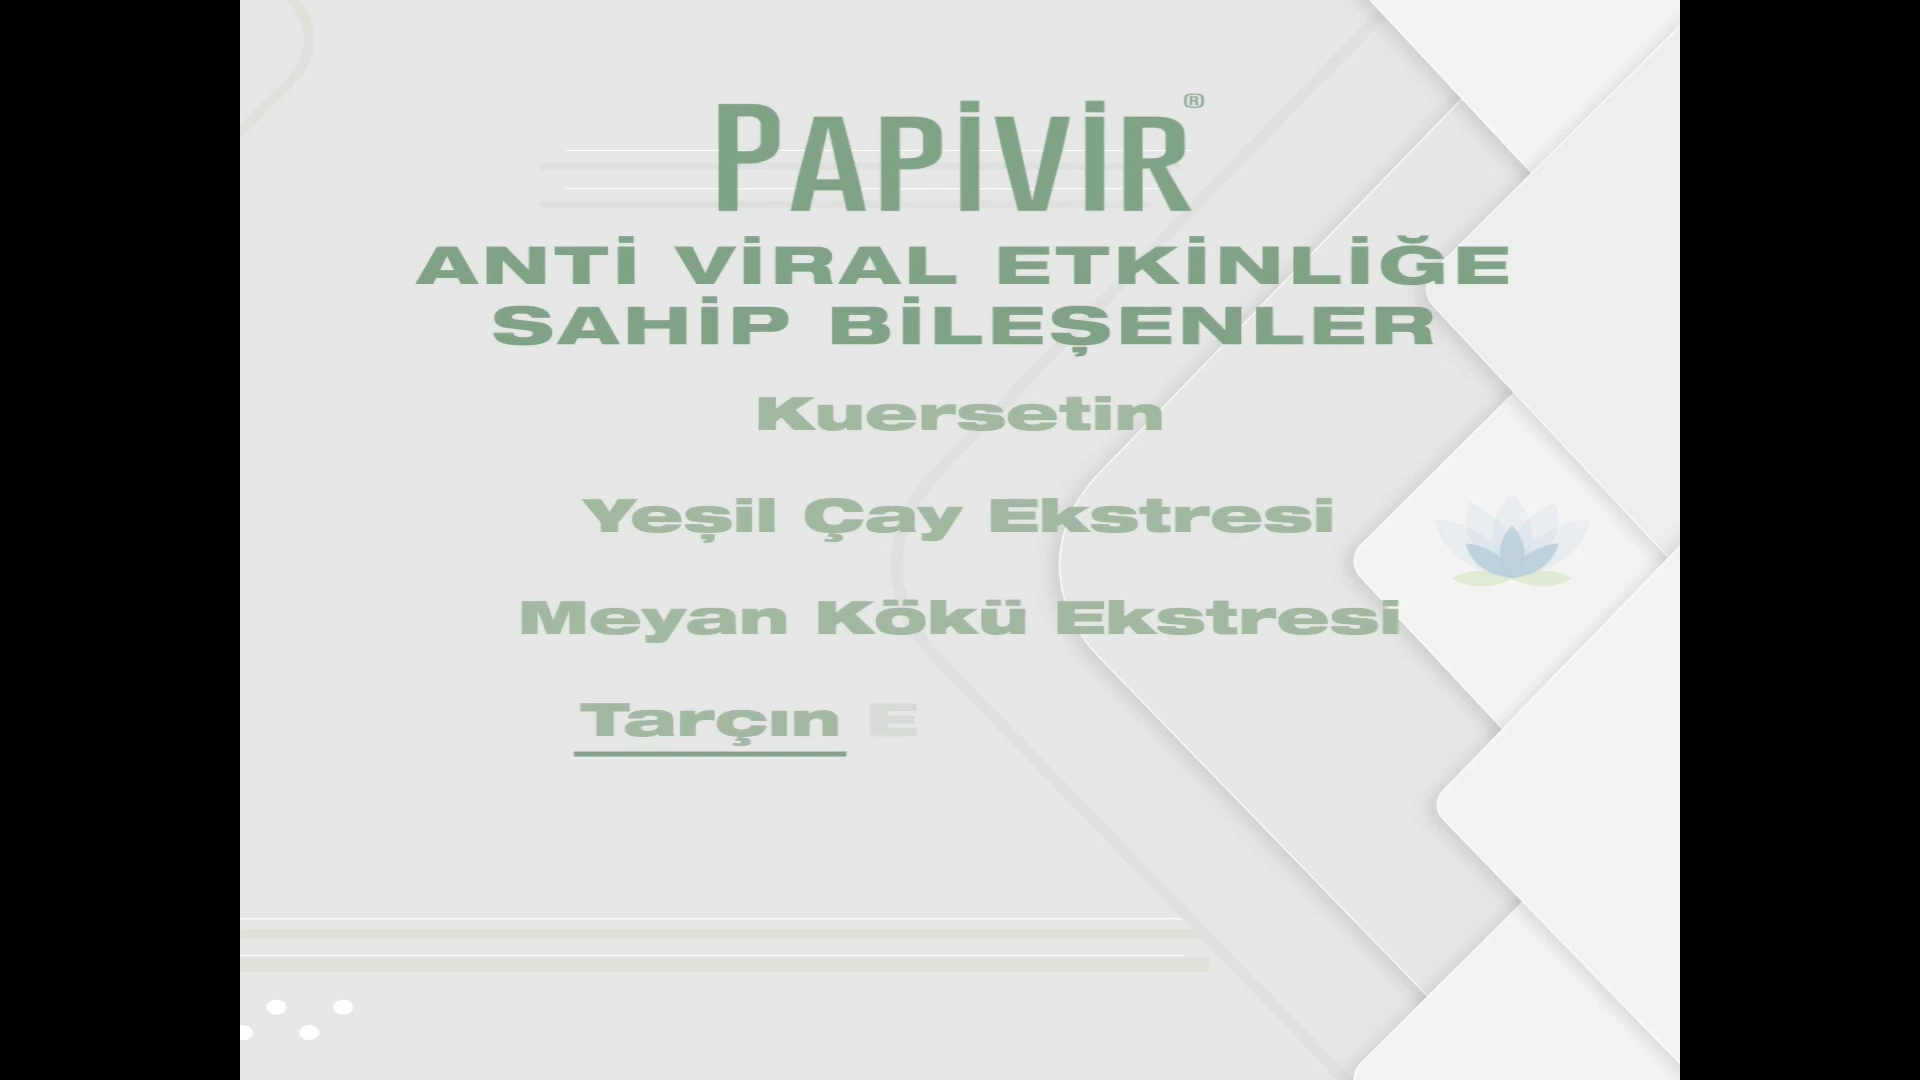 PAPİVİR®
ANTİ VİRAL ETKİNLİĞE
SAHİP BİLEŞENLER
Kuersetin
Yeşil Çay Ekstresi
Meyan Kökü Ekstresi
Tarçın E